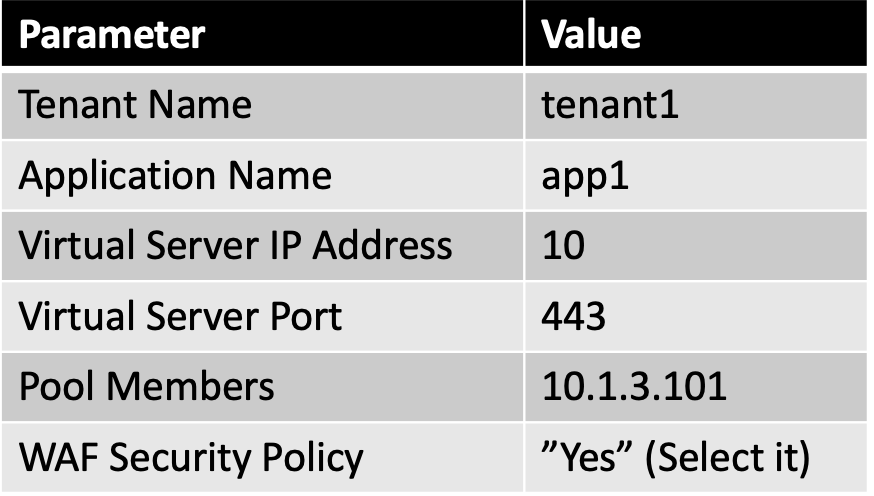 Parameter Value
Tenant Name tenant1
Application Name app1
Virtual Server IP Address 10
Virtual Server Port 443
Pool Members 10.1.3.101
WAF Security Policy ”Yes” (Select it)